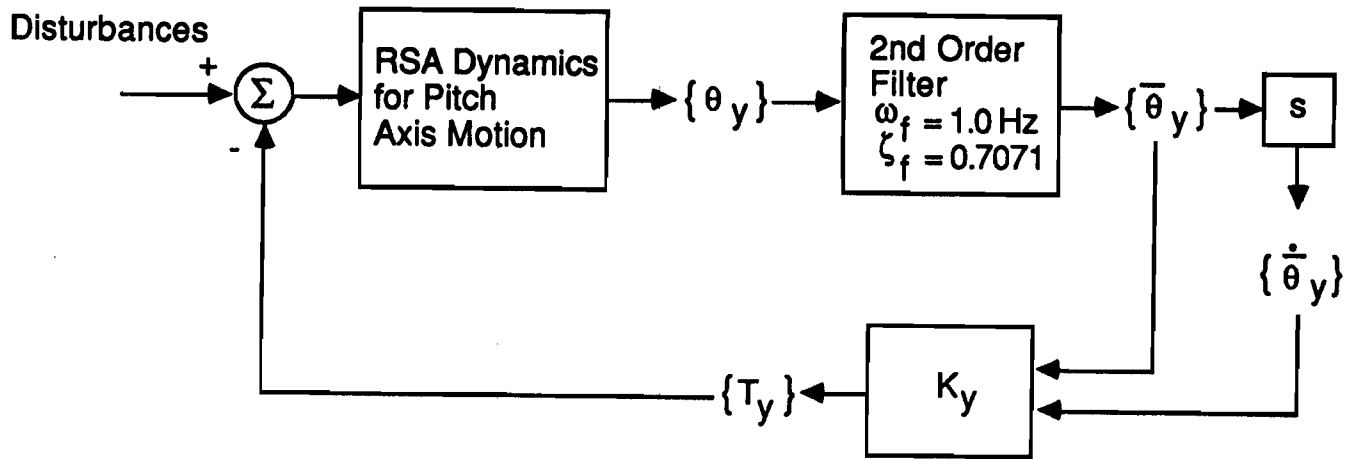 Disturbances
+
Σ
-
RSA Dynamics
for Pitch
Axis Motion
{ θ y }
2nd Order
Filter
ω f = 1.0 Hz
ζ f = 0.7071
{ θ̅ y }
s
{ θ̅̇ y }
K y
{ T y }